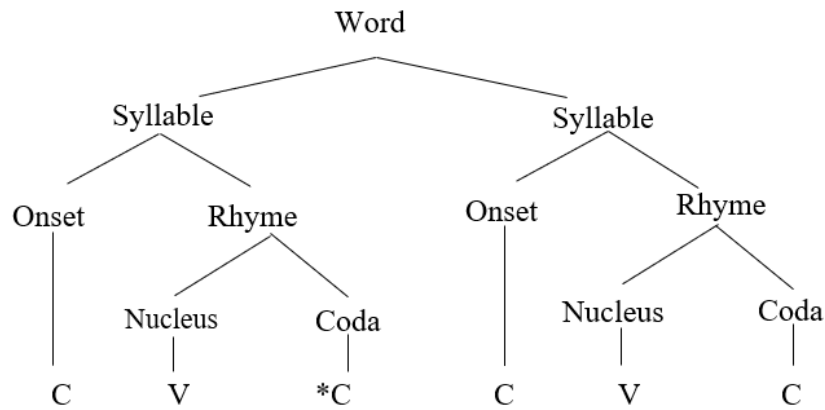 Word
Syllable Syllable
Onset Rhyme Onset Rhyme
Nucleus Coda Nucleus Coda
C V *C C V C